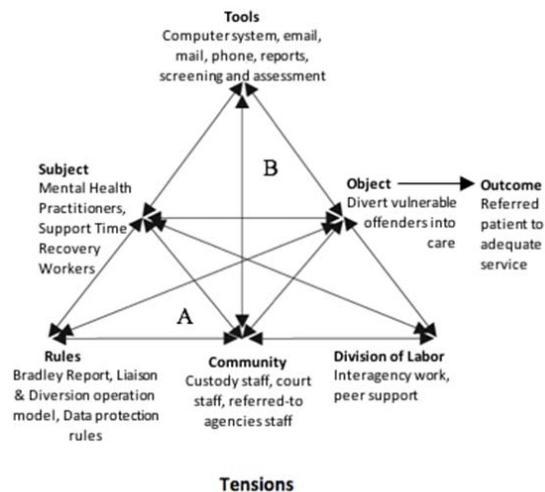 Tools
Computer system, email,
mail, phone, reports,
screening and assessment
B
Subject
Mental Health
Practitioners,
Support Time
Recovery
Workers
Object
Divert vulnerable
offenders into
care
Outcome
Referred
patient to
adequate
service
A
Rules
Bradley Report, Liaison
& Diversion operation
model, Data protection
rules
Community
Custody staff, court
staff, referred-to
agencies staff
Division of Labor
Interagency work,
peer support
Tensions